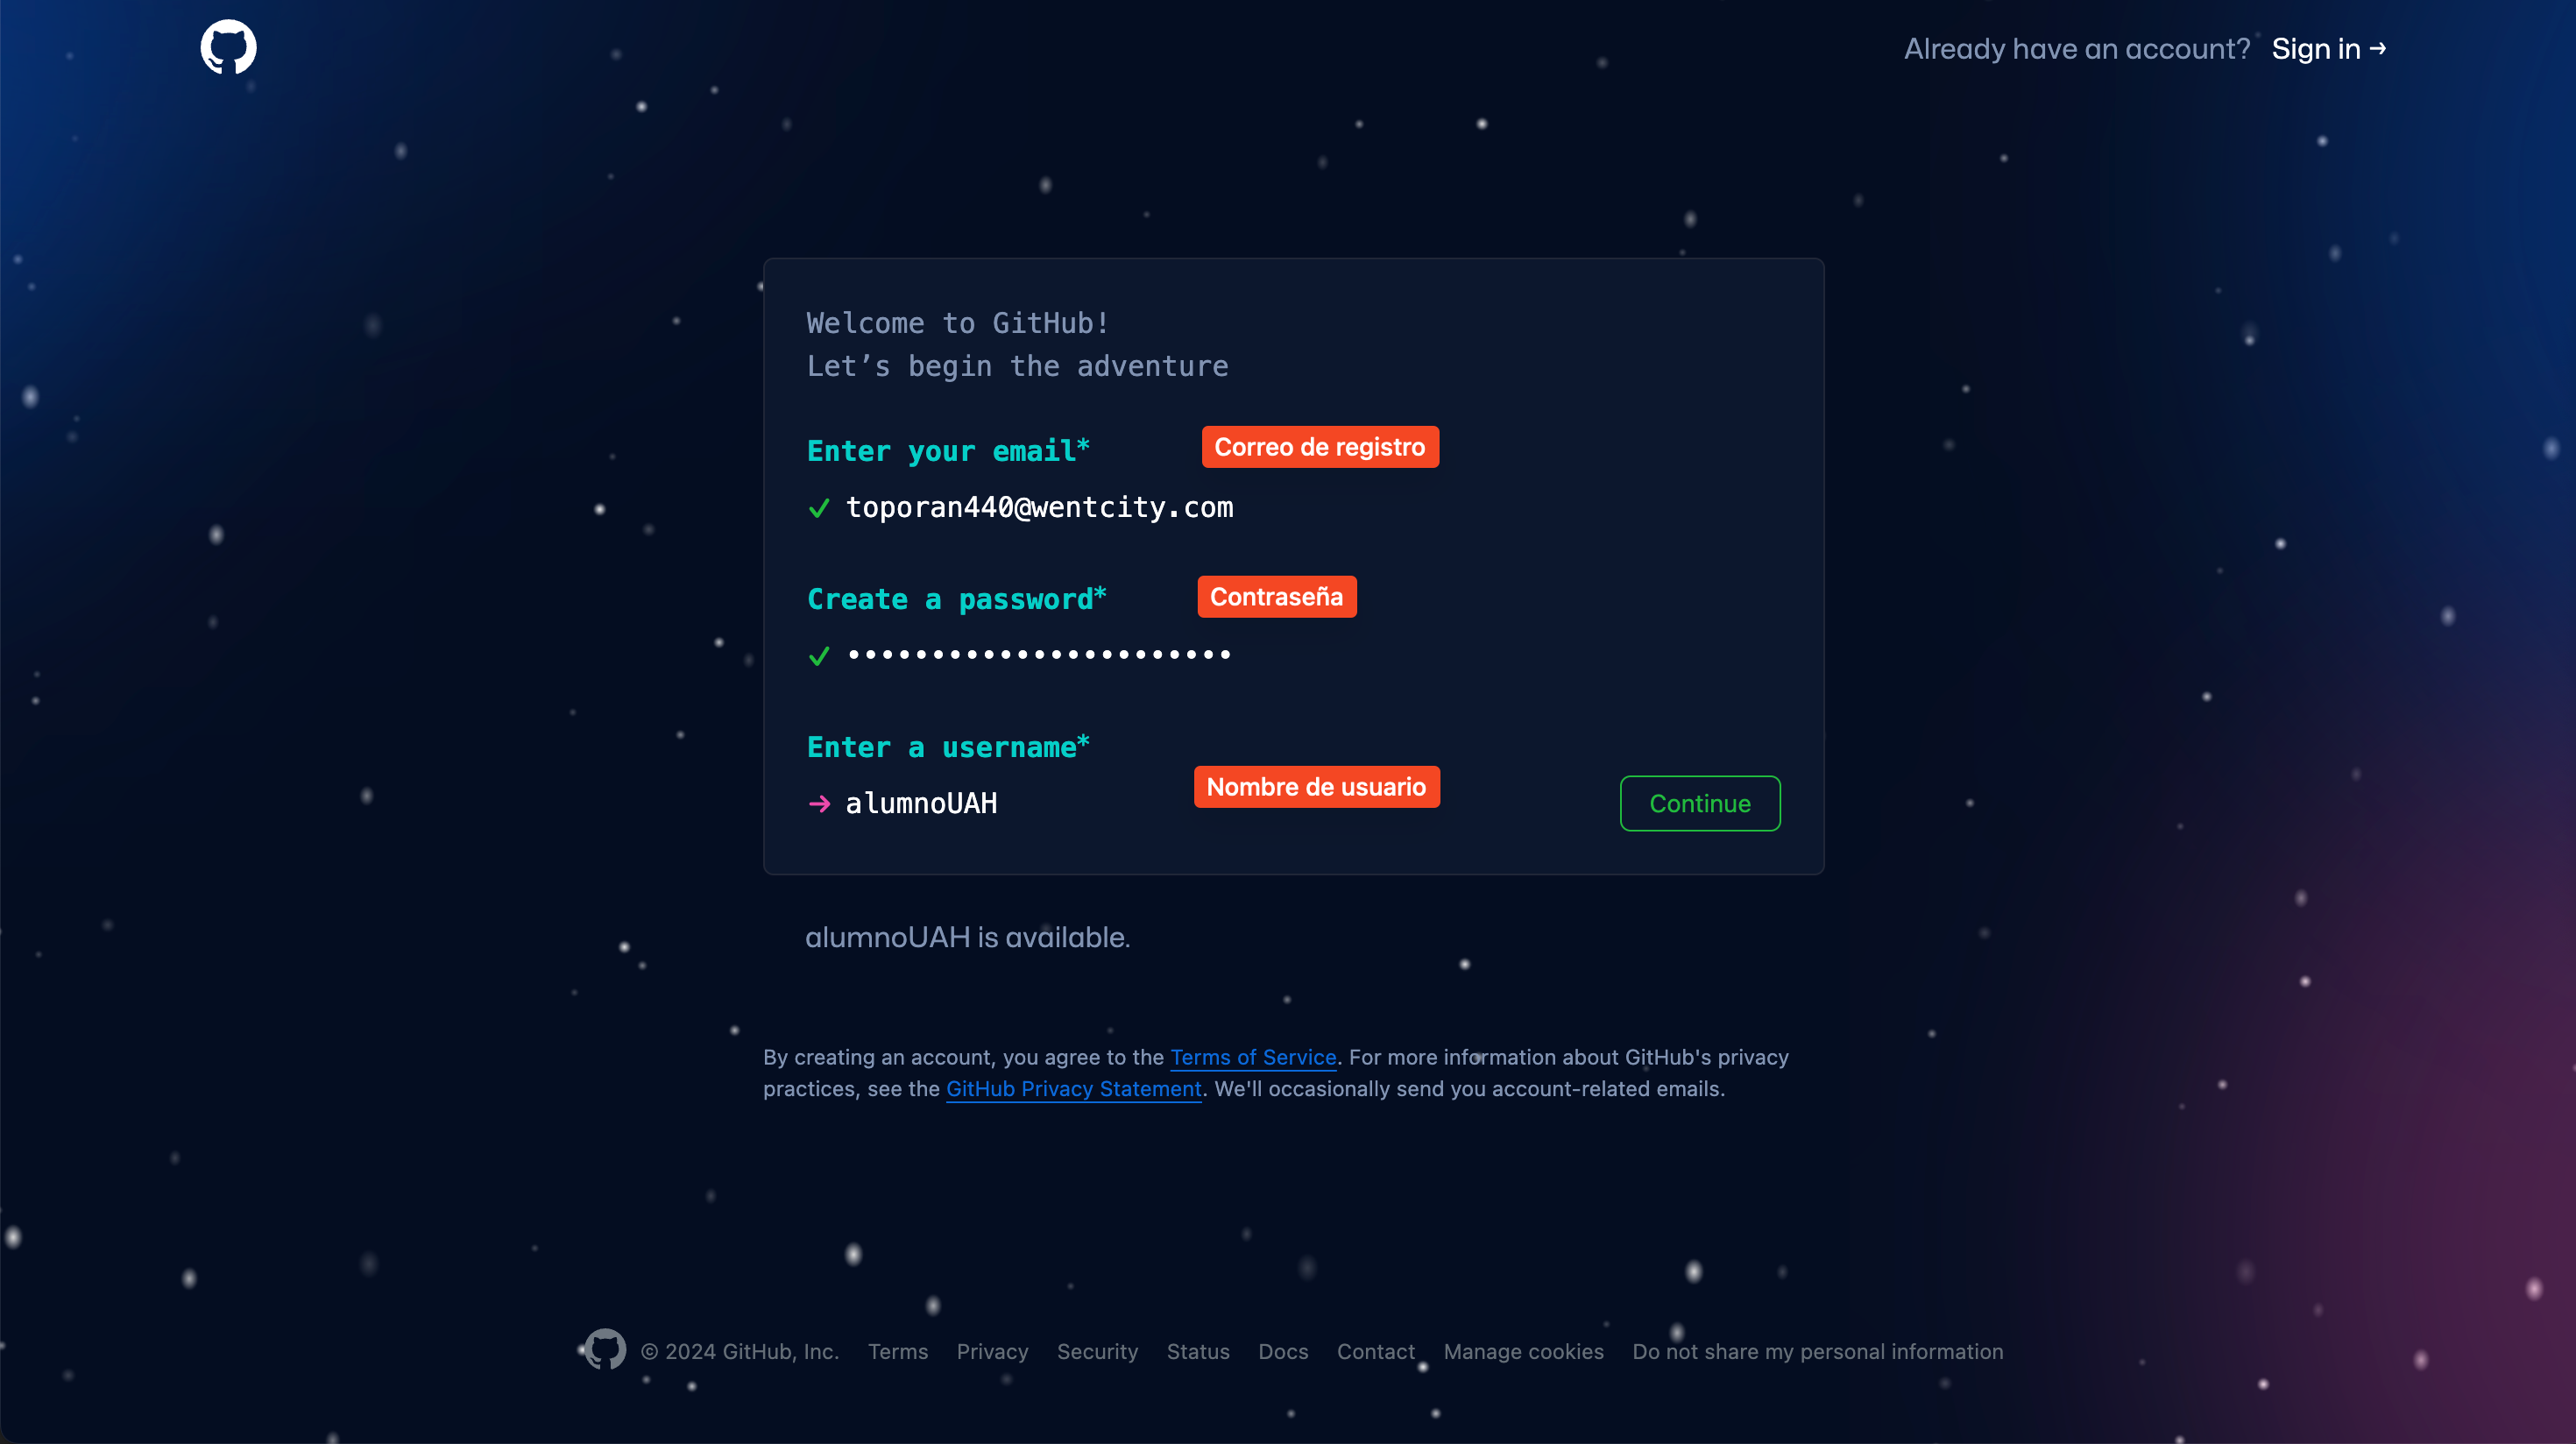 Already have an account? Sign in →
Welcome to GitHub!
Let’s begin the adventure
Enter your email*
Correo de registro
toporan440@wentcity.com
Create a password*
Contraseña
•••••••••••••••••••••••
Enter a username*
Nombre de usuario
alumnoUAH
Continue
alumnoUAH is available.
By creating an account, you agree to the Terms of Service. For more information about GitHub's privacy
practices, see the GitHub Privacy Statement. We'll occasionally send you account-related emails.
© 2024 GitHub, Inc. Terms Privacy Security Status Docs Contact Manage cookies Do not share my personal information